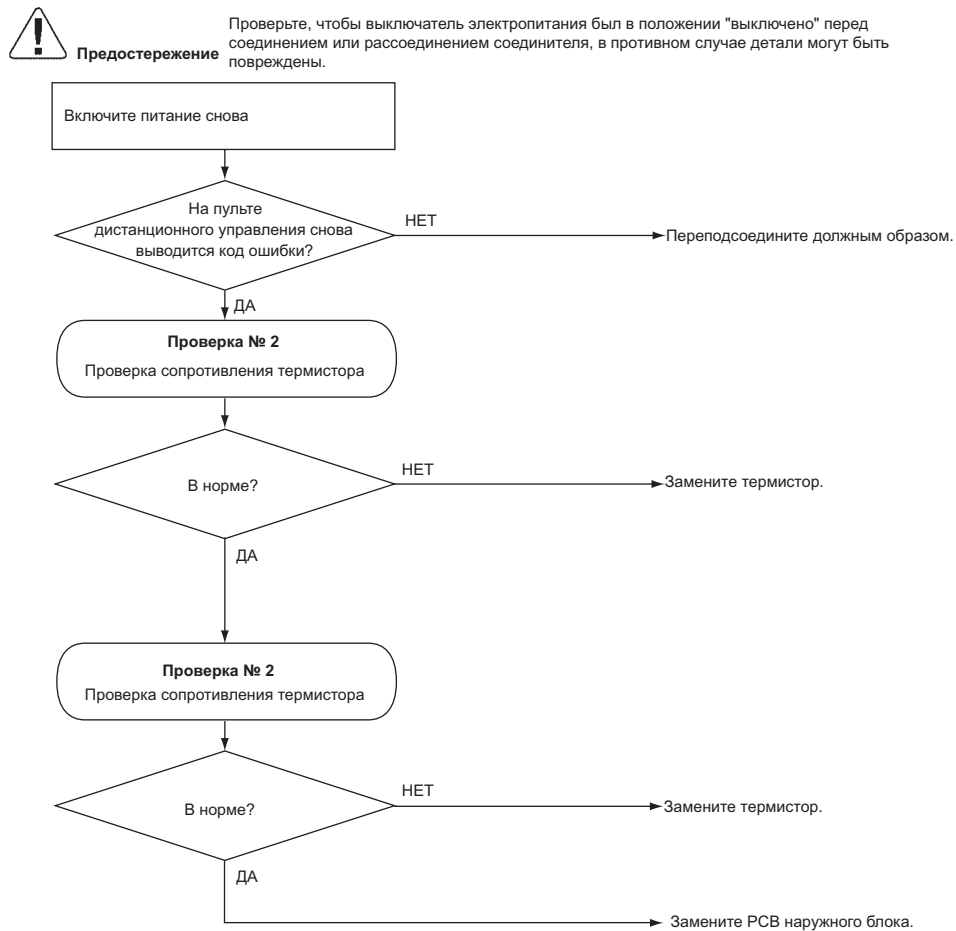 Проверьте, чтобы выключатель электропитания был в положении "выключено" перед
соединением или рассоединением соединителя, в противном случае детали могут быть
повреждены.
Предостережение
Включите питание снова
На пульте
дистанционного управления снова
выводится код ошибки?
НЕТ
Переподсоедините должным образом.
ДА
Проверка № 2
Проверка сопротивления термистора
В норме?
НЕТ
Замените термистор.
ДА
Проверка № 2
Проверка сопротивления термистора
В норме?
НЕТ
Замените термистор.
ДА
Замените PCB наружного блока.